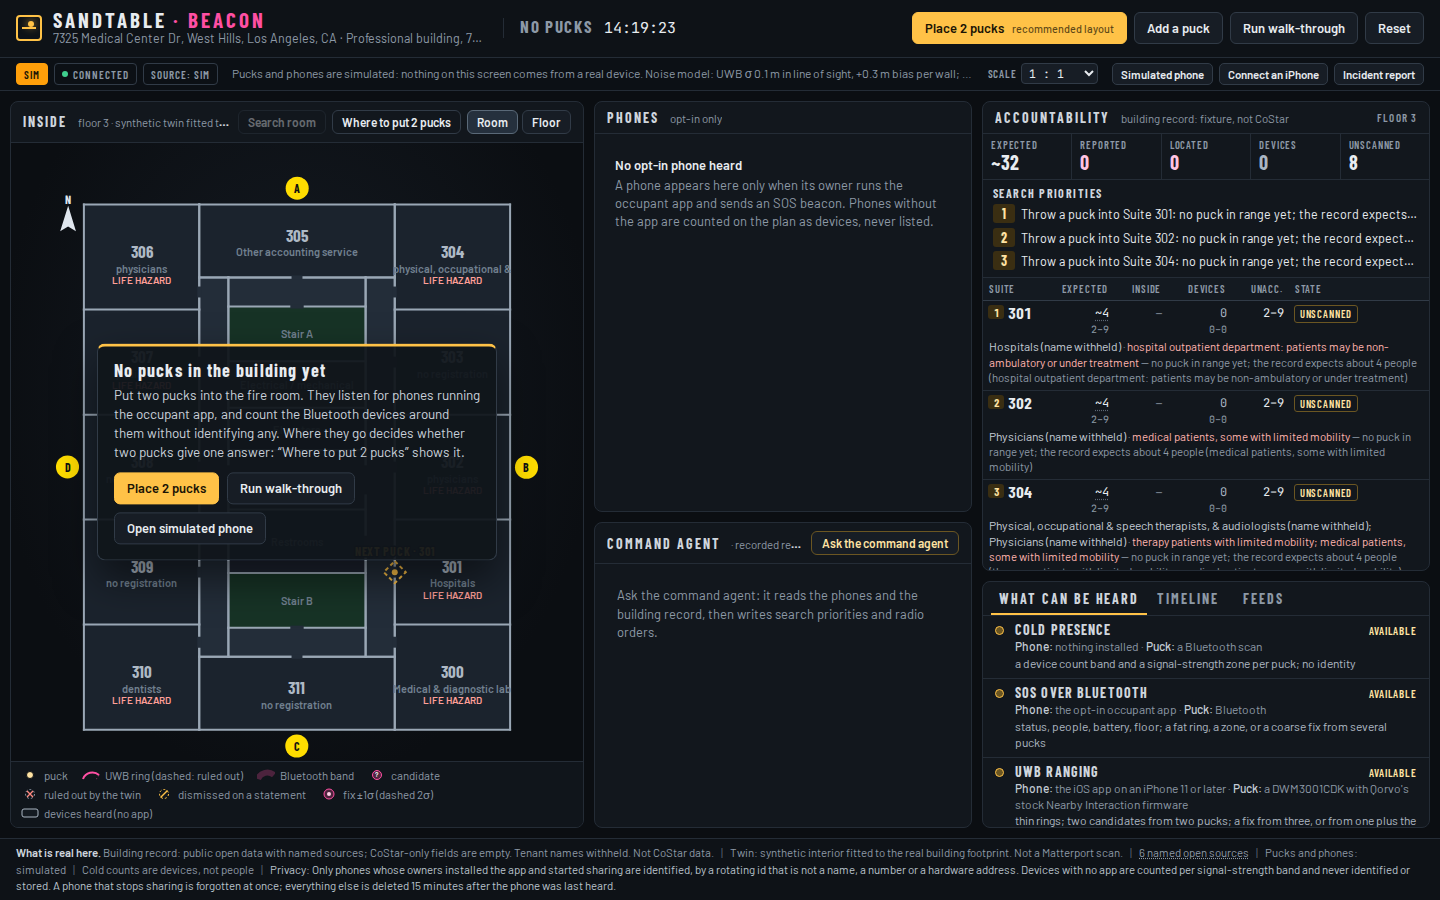 SANDTABLE · BEACON
7325 Medical Center Dr, West Hills, Los Angeles, CA · Professional building, 7...
NO PUCKS 14:19:23
Place 2 pucks recommended layout
Add a puck
Run walk-through
Reset
SIM
CONNECTED
SOURCE: SIM
Pucks and phones are simulated: nothing on this screen comes from a real device. Noise model: UWB σ 0.1 m in line of sight, +0.3 m bias per wall; ...
SCALE 1 : 1
Simulated phone
Connect an iPhone
Incident report
INSIDE floor 3 · synthetic twin fitted t...
Search room
Where to put 2 pucks
Room
Floor
A
N
306
physicians
LIFE HAZARD
305
Other accounting service
304
physical, occupational &
LIFE HAZARD
Stair A
No pucks in the building yet
Put two pucks into the fire room. They listen for phones running
the occupant app, and count the Bluetooth devices around
them without identifying any. Where they go decides whether
two pucks give one answer: “Where to put 2 pucks” shows it.
Place 2 pucks
Run walk-through
Open simulated phone
D
B
NEXT PUCK · 301
309
no registration
Stair B
301
Hospitals
LIFE HAZARD
310
dentists
LIFE HAZARD
311
no registration
300
Medical & diagnostic lab
LIFE HAZARD
C
puck
UWB ring (dashed: ruled out)
Bluetooth band
candidate
ruled out by the twin
dismissed on a statement
fix ±1σ (dashed 2σ)
devices heard (no app)
PHONES opt-in only
No opt-in phone heard
A phone appears here only when its owner runs the
occupant app and sends an SOS beacon. Phones without
the app are counted on the plan as devices, never listed.
COMMAND AGENT · recorded re...
Ask the command agent
Ask the command agent: it reads the phones and the
building record, then writes search priorities and radio
orders.
ACCOUNTABILITY building record: fixture, not CoStar FLOOR 3
EXPECTED REPORTED LOCATED DEVICES UNSCANNED
~32 0 0 0 8
SEARCH PRIORITIES
1 Throw a puck into Suite 301: no puck in range yet; the record expects...
2 Throw a puck into Suite 302: no puck in range yet; the record expect...
3 Throw a puck into Suite 304: no puck in range yet; the record expect...
SUITE EXPECTED INSIDE DEVICES UNACC. STATE
1 301 ~4 – 0 2–9 UNSCANNED
2–9 0–0
Hospitals (name withheld) · hospital outpatient department: patients may be non-
ambulatory or under treatment — no puck in range yet; the record expects about 4 people
(hospital outpatient department: patients may be non-ambulatory or under treatment)
2 302 ~4 – 0 2–9 UNSCANNED
2–9 0–0
Physicians (name withheld) · medical patients, some with limited mobility — no puck in
range yet; the record expects about 4 people (medical patients, some with limited
mobility)
3 304 ~4 – 0 2–9 UNSCANNED
2–9 0–0
Physical, occupational & speech therapists, & audiologists (name withheld);
Physicians (name withheld) · therapy patients with limited mobility; medical patients,
some with limited mobility — no puck in range yet; the record expects about 4 people
WHAT CAN BE HEARD TIMELINE FEEDS
COLD PRESENCE AVAILABLE
Phone: nothing installed · Puck: a Bluetooth scan
a device count band and a signal-strength zone per puck; no identity
SOS OVER BLUETOOTH AVAILABLE
Phone: the opt-in occupant app · Puck: Bluetooth
status, people, battery, floor; a fat ring, a zone, or a coarse fix from several
pucks
UWB RANGING AVAILABLE
Phone: the iOS app on an iPhone 11 or later · Puck: a DWM3001CDK with Qorvo's
stock Nearby Interaction firmware
thin rings; two candidates from two pucks; a fix from three, or from one plus the
What is real here. Building record: public open data with named sources; CoStar-only fields are empty. Tenant names withheld. Not CoStar data. | Twin: synthetic interior fitted to the real building footprint. Not a Matterport scan. | 6 named open sources | Pucks and phones:
simulated | Cold counts are devices, not people | Privacy: Only phones whose owners installed the app and started sharing are identified, by a rotating id that is not a name, a number or a hardware address. Devices with no app are counted per signal-strength band and never identified or
stored. A phone that stops sharing is forgotten at once; everything else is deleted 15 minutes after the phone was last heard.